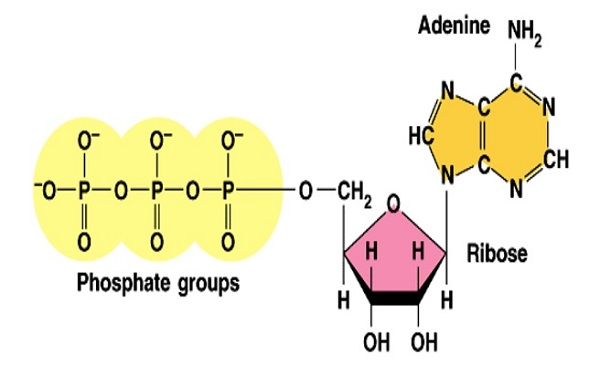 Adenine NH2
N C C N
HC CH
N C N
O– O– O–
–O–P–O–P–O–P–O–CH2 O
O O O
Phosphate groups
H H Ribose
H H
OH OH